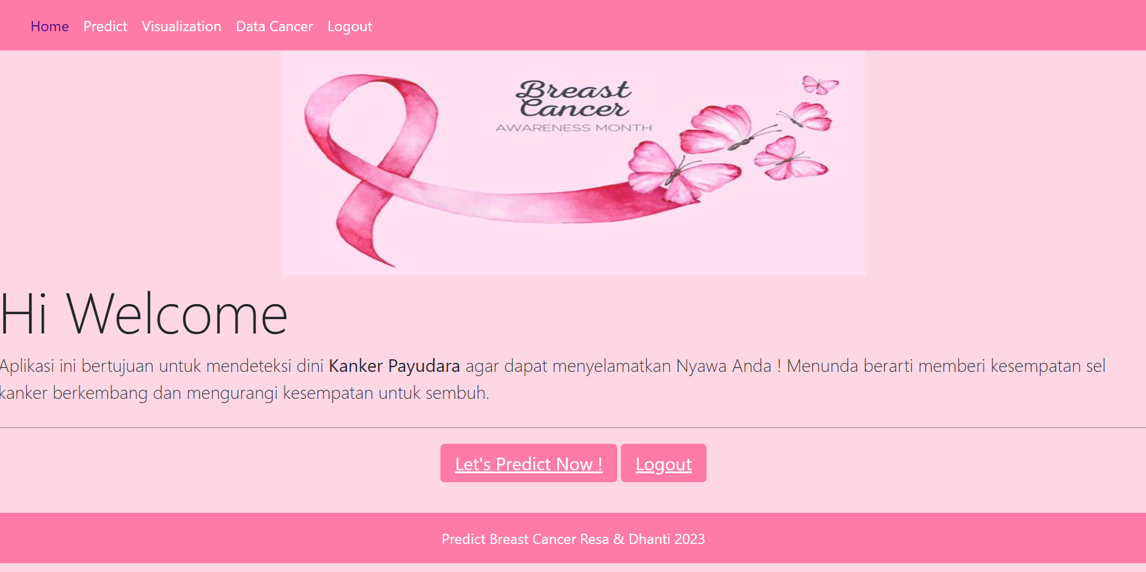 Home Predict Visualization Data Cancer Logout
Breast
Cancer
AWARENESS MONTH
Hi Welcome
Aplikasi ini bertujuan untuk mendeteksi dini Kanker Payudara agar dapat menyelamatkan Nyawa Anda ! Menunda berarti memberi kesempatan sel
kanker berkembang dan mengurangi kesempatan untuk sembuh.
Let's Predict Now ! Logout
Predict Breast Cancer Resa & Dhanti 2023